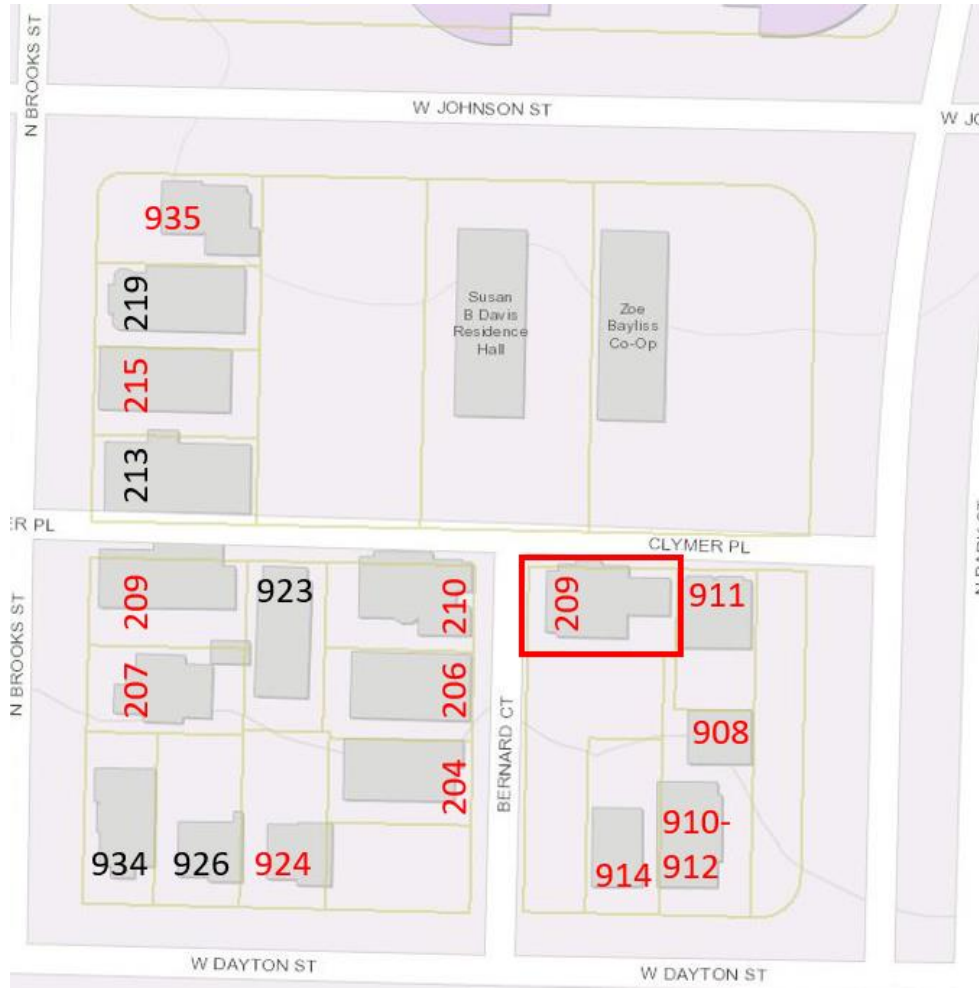 N BROOKS ST
W JOHNSON ST
W JO
935
219
215
213
Susan
B Davis
Residence
Hall
Zoe
Bayliss
Co-Op
ER PL
CLYMER PL
N BROOKS ST
209
923
210
209
911
207
206
908
204
BERNARD CT
934
926
924
914
910-
912
W DAYTON ST
W DAYTON ST